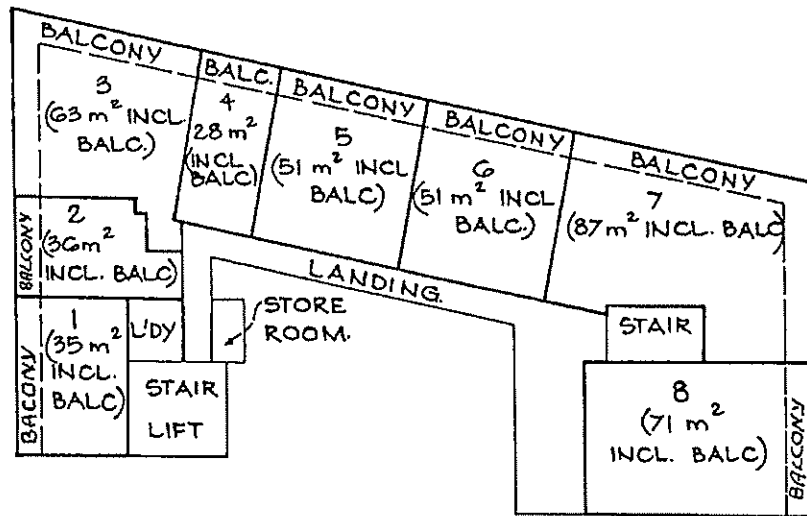 BALCONY
3
(63 m² INCL.
BALC.)
BALC.
4
28 m²
(INCL.
BALC)
BALCONY
5
(51 m² INCL
BALC)
BALCONY
6
(51 m² INCL
BALC.)
BALCONY
7
(87 m² INCL. BALC)
BALCONY
2
(36m²
INCL. BALC)
LANDING.
STORE
ROOM.
STAIR
BALCONY
1
(35 m²
INCL.
BALC)
L'DY
STAIR
LIFT
8
(71 m²
INCL. BALC)
BALCONY